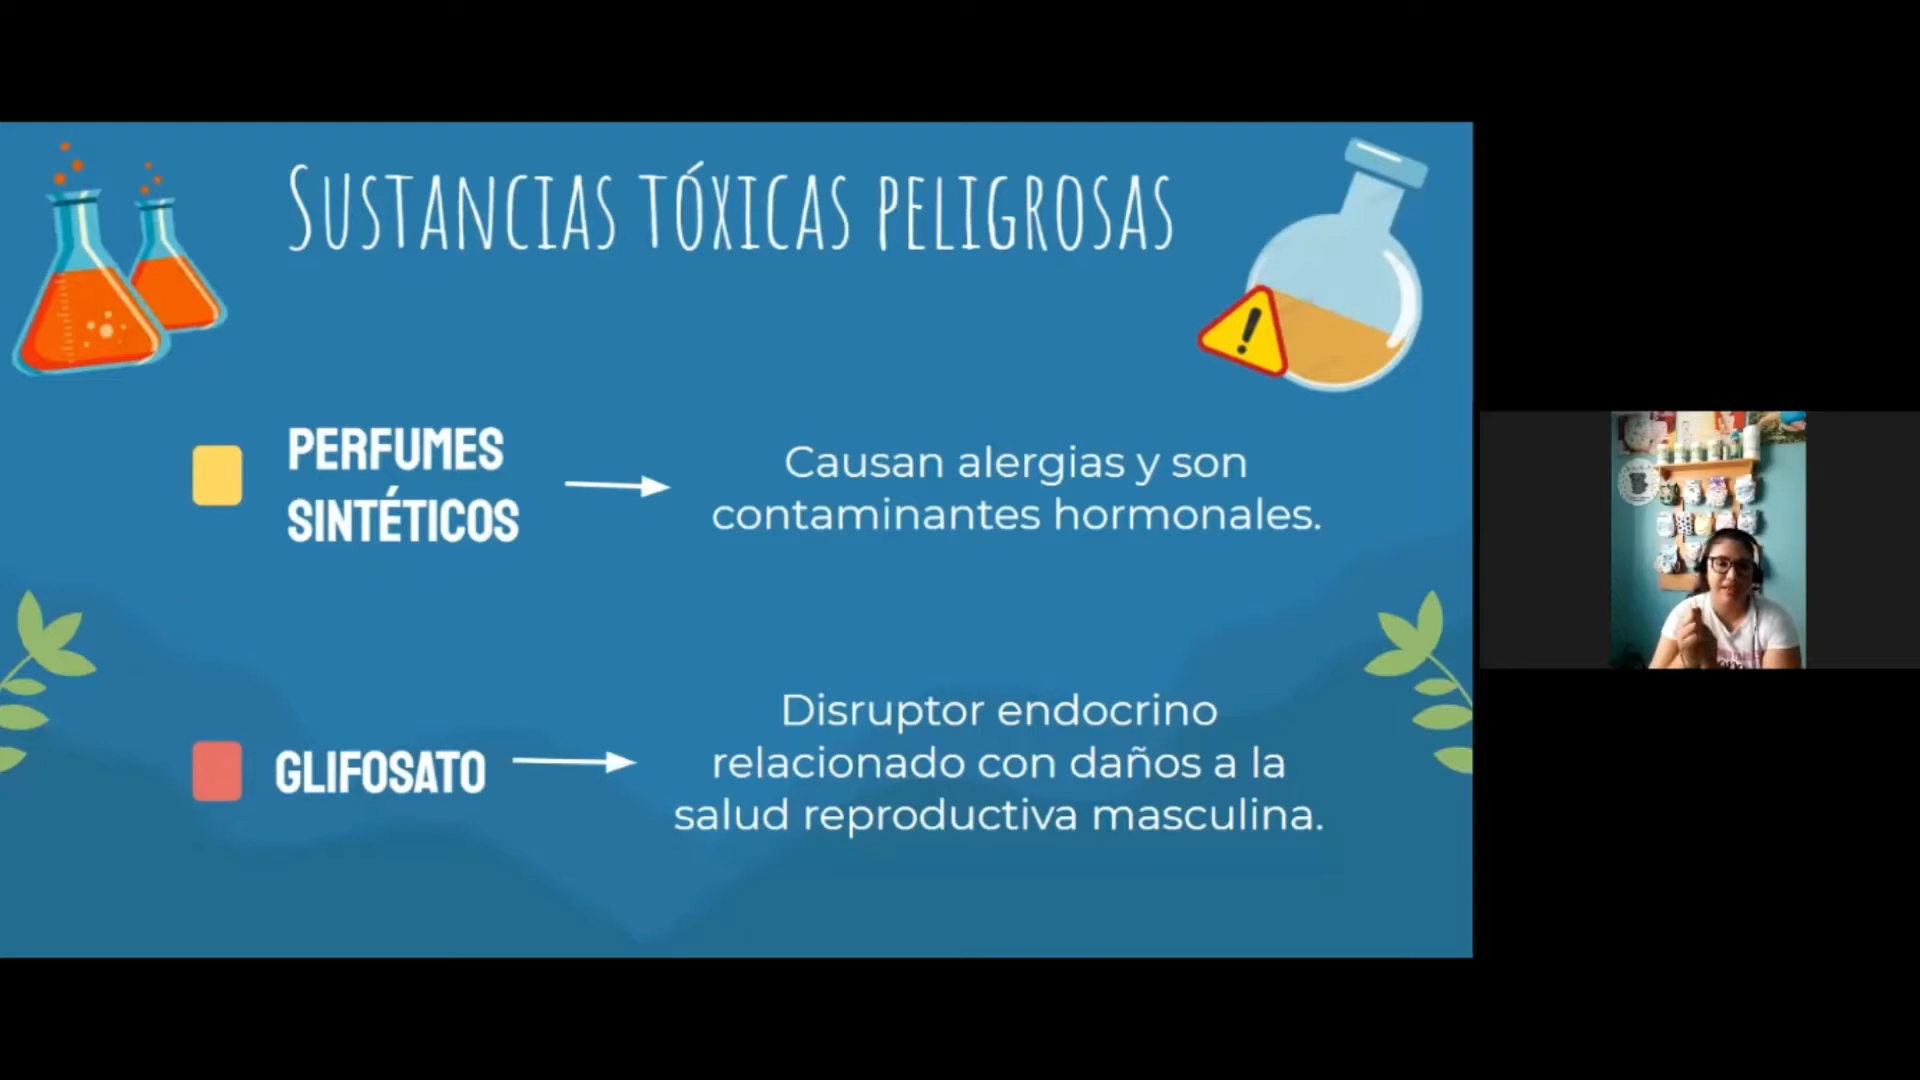 Sustancias tóxicas peligrosas
PERFUMES
SINTÉTICOS
Causan alergias y son
contaminantes hormonales.
GLIFOSATO
Disruptor endocrino
relacionado con daños a la
salud reproductiva masculina.